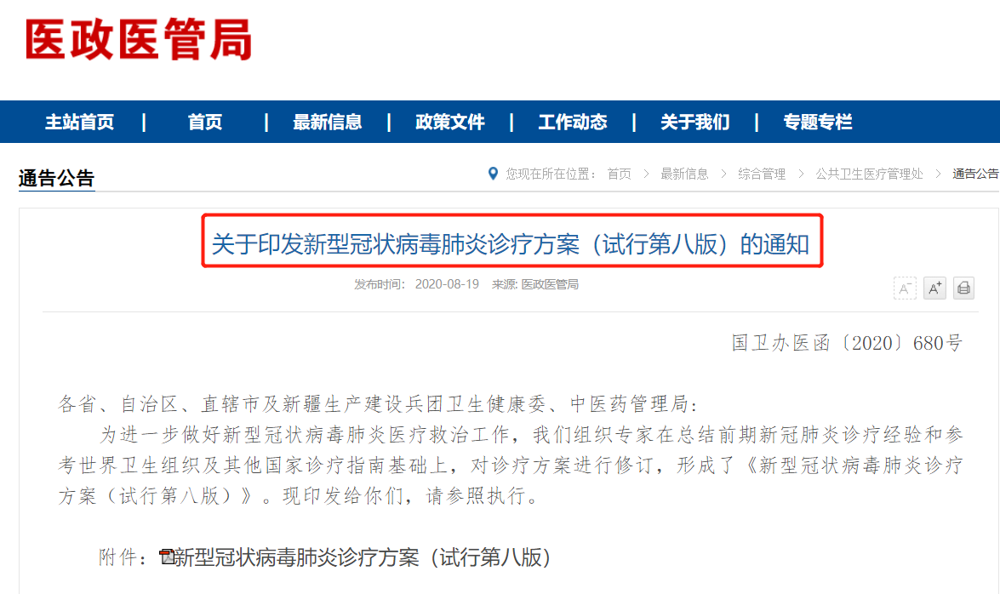 医政医管局
主站首页 | 首页 | 最新信息 | 政策文件 | 工作动态 | 关于我们 | 专题专栏
通告公告
您现在所在位置： 首页 > 最新信息 > 综合管理 > 公共卫生医疗管理处 > 通告公告
关于印发新型冠状病毒肺炎诊疗方案（试行第八版）的通知
发布时间： 2020-08-19 来源: 医政医管局
A- A+
国卫办医函〔2020〕680号
各省、自治区、直辖市及新疆生产建设兵团卫生健康委、中医药管理局：
为进一步做好新型冠状病毒肺炎医疗救治工作，我们组织专家在总结前期新冠肺炎诊疗经验和参
考世界卫生组织及其他国家诊疗指南基础上，对诊疗方案进行修订，形成了《新型冠状病毒肺炎诊疗
方案（试行第八版）》。现印发给你们，请参照执行。
附件：新型冠状病毒肺炎诊疗方案（试行第八版）